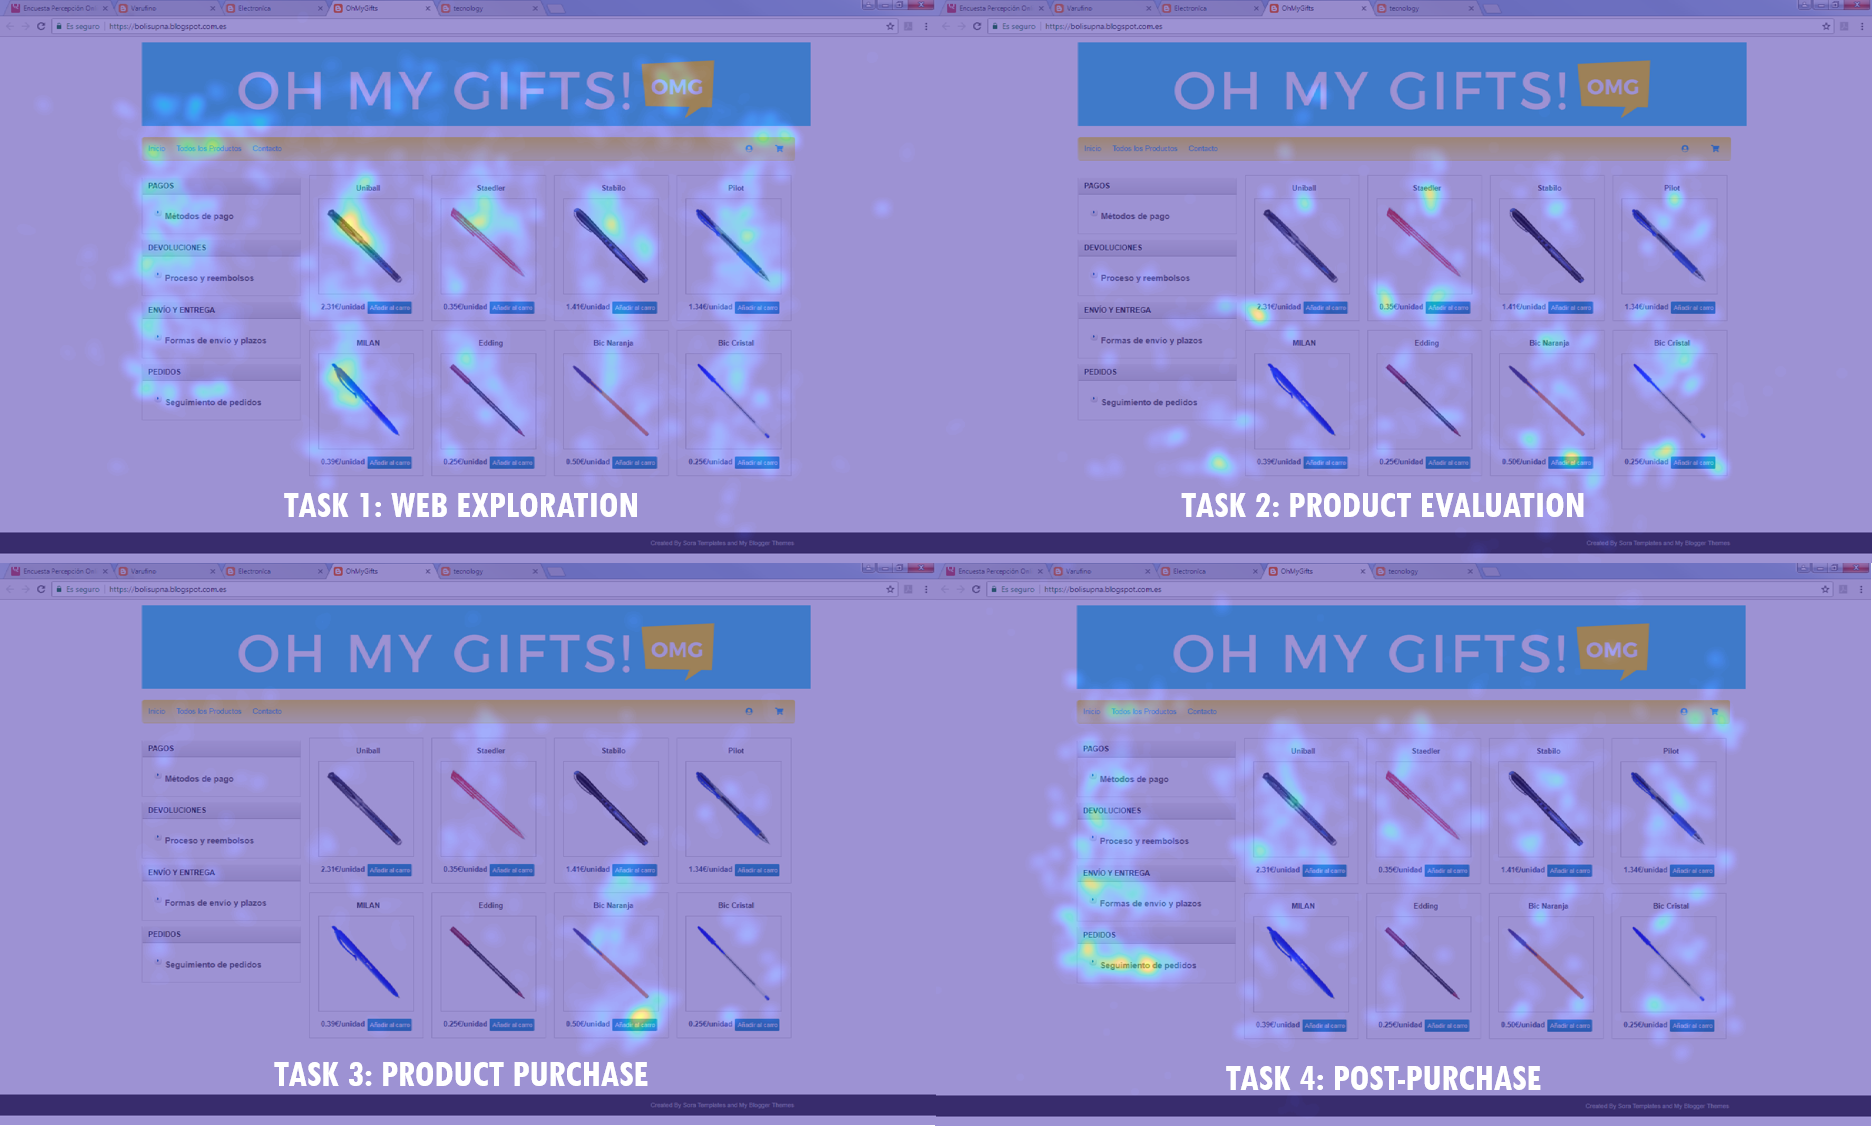 Encuesta Percepción Onl
Varufino
Electronica
OhMyGifts
tecnology
Es seguro
https://bolisupna.blogspot.com.es
OH MY GIFTS! OMG
Inicio Todos los Productos Contacto
PAGOS
Métodos de pago
DEVOLUCIONES
Proceso y reembolsos
ENVÍO Y ENTREGA
Formas de envio y plazos
PEDIDOS
Seguimiento de pedidos
Uniball Staedler Stabilo Pilot
2.31€/unidad Añadir al carro 0.35€/unidad Añadir al carro 1.41€/unidad Añadir al carro 1.34€/unidad Añadir al carro
MILAN Edding Bic Naranja Bic Cristal
0.39€/unidad Añadir al carro 0.25€/unidad Añadir al carro 0.50€/unidad Añadir al carro 0.25€/unidad Añadir al carro
TASK 1: WEB EXPLORATION
Created By Sora Templates and My Blogger Themes
Encuesta Percepción Onl
Varufino
Electronica
OhMyGifts
tecnology
Es seguro
https://bolisupna.blogspot.com.es
OH MY GIFTS! OMG
Inicio Todos los Productos Contacto
PAGOS
Métodos de pago
DEVOLUCIONES
Proceso y reembolsos
ENVÍO Y ENTREGA
Formas de envio y plazos
PEDIDOS
Seguimiento de pedidos
Uniball Staedler Stabilo Pilot
2.31€/unidad Añadir al carro 0.35€/unidad Añadir al carro 1.41€/unidad Añadir al carro 1.34€/unidad Añadir al carro
MILAN Edding Bic Naranja Bic Cristal
0.39€/unidad Añadir al carro 0.25€/unidad Añadir al carro 0.50€/unidad Añadir al carro 0.25€/unidad Añadir al carro
TASK 2: PRODUCT EVALUATION
Created By Sora Templates and My Blogger Themes
Encuesta Percepción Onl
Varufino
Electronica
OhMyGifts
tecnology
Es seguro
https://bolisupna.blogspot.com.es
OH MY GIFTS! OMG
Inicio Todos los Productos Contacto
PAGOS
Métodos de pago
DEVOLUCIONES
Proceso y reembolsos
ENVÍO Y ENTREGA
Formas de envio y plazos
PEDIDOS
Seguimiento de pedidos
Uniball Staedler Stabilo Pilot
2.31€/unidad Añadir al carro 0.35€/unidad Añadir al carro 1.41€/unidad Añadir al carro 1.34€/unidad Añadir al carro
MILAN Edding Bic Naranja Bic Cristal
0.39€/unidad Añadir al carro 0.25€/unidad Añadir al carro 0.50€/unidad Añadir al carro 0.25€/unidad Añadir al carro
TASK 3: PRODUCT PURCHASE
Created By Sora Templates and My Blogger Themes
Encuesta Percepción Onl
Varufino
Electronica
OhMyGifts
tecnology
Es seguro
https://bolisupna.blogspot.com.es
OH MY GIFTS! OMG
Inicio Todos los Productos Contacto
PAGOS
Métodos de pago
DEVOLUCIONES
Proceso y reembolsos
ENVÍO Y ENTREGA
Formas de envio y plazos
PEDIDOS
Seguimiento de pedidos
Uniball Staedler Stabilo Pilot
2.31€/unidad Añadir al carro 0.35€/unidad Añadir al carro 1.41€/unidad Añadir al carro 1.34€/unidad Añadir al carro
MILAN Edding Bic Naranja Bic Cristal
0.39€/unidad Añadir al carro 0.25€/unidad Añadir al carro 0.50€/unidad Añadir al carro 0.25€/unidad Añadir al carro
TASK 4: POST-PURCHASE
Created By Sora Templates and My Blogger Themes